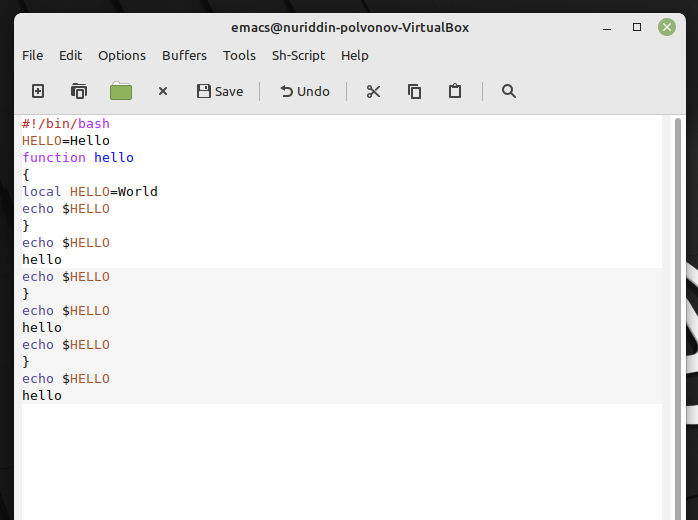 emacs@nuriddin-polvonov-VirtualBox
File Edit Options Buffers Tools Sh-Script Help
Save Undo
#!/bin/bash
HELLO=Hello
function hello
{
local HELLO=World
echo $HELLO
}
echo $HELLO
hello
echo $HELLO
}
echo $HELLO
hello
echo $HELLO
}
echo $HELLO
hello